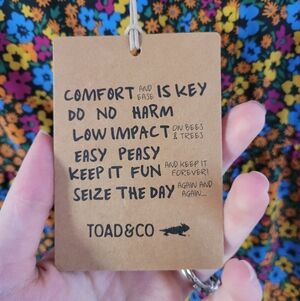 COMFORT AND EASE IS KEY
DO NO HARM
LOW IMPACT ON BEES & TREES
EASY PEASY
KEEP IT FUN AND KEEP IT FOREVER!
SEIZE THE DAY AGAIN AND AGAIN...
TOAD&CO